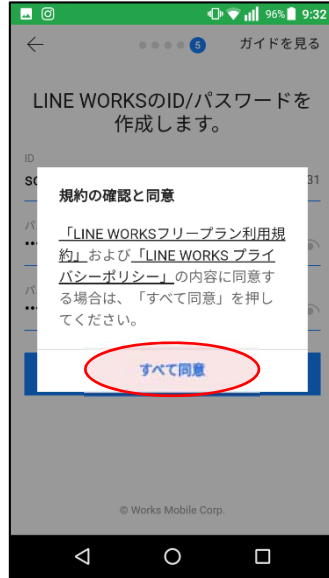 96% 9:32
5 ガイドを見る
LINE WORKSのID/パスワードを
作成します。
ID
31
規約の確認と同意
「LINE WORKSフリープラン利用規
約」および「LINE WORKS プライ
バシーポリシー」の内容に同意す
る場合は、「すべて同意」を押し
てください。
すべて同意
© Works Mobile Corp.